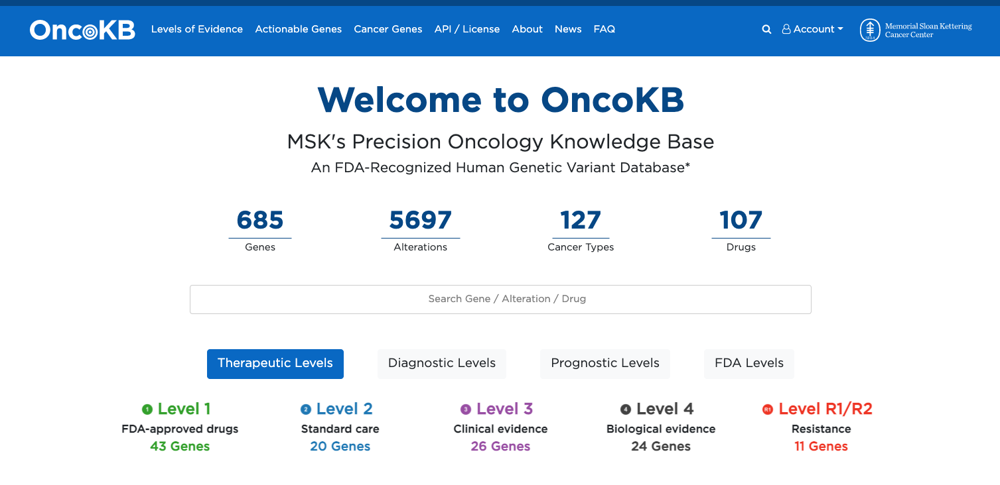 OncoKB Levels of Evidence Actionable Genes Cancer Genes API / License About News FAQ Account Memorial Sloan Kettering
Cancer Center
1884
Welcome to OncoKB
MSK's Precision Oncology Knowledge Base
An FDA-Recognized Human Genetic Variant Database*
685 5697 127 107
Genes Alterations Cancer Types Drugs
Search Gene / Alteration / Drug
Therapeutic Levels Diagnostic Levels Prognostic Levels FDA Levels
1 Level 1 2 Level 2 3 Level 3 4 Level 4 R1 Level R1/R2
FDA-approved drugs Standard care Clinical evidence Biological evidence Resistance
43 Genes 20 Genes 26 Genes 24 Genes 11 Genes